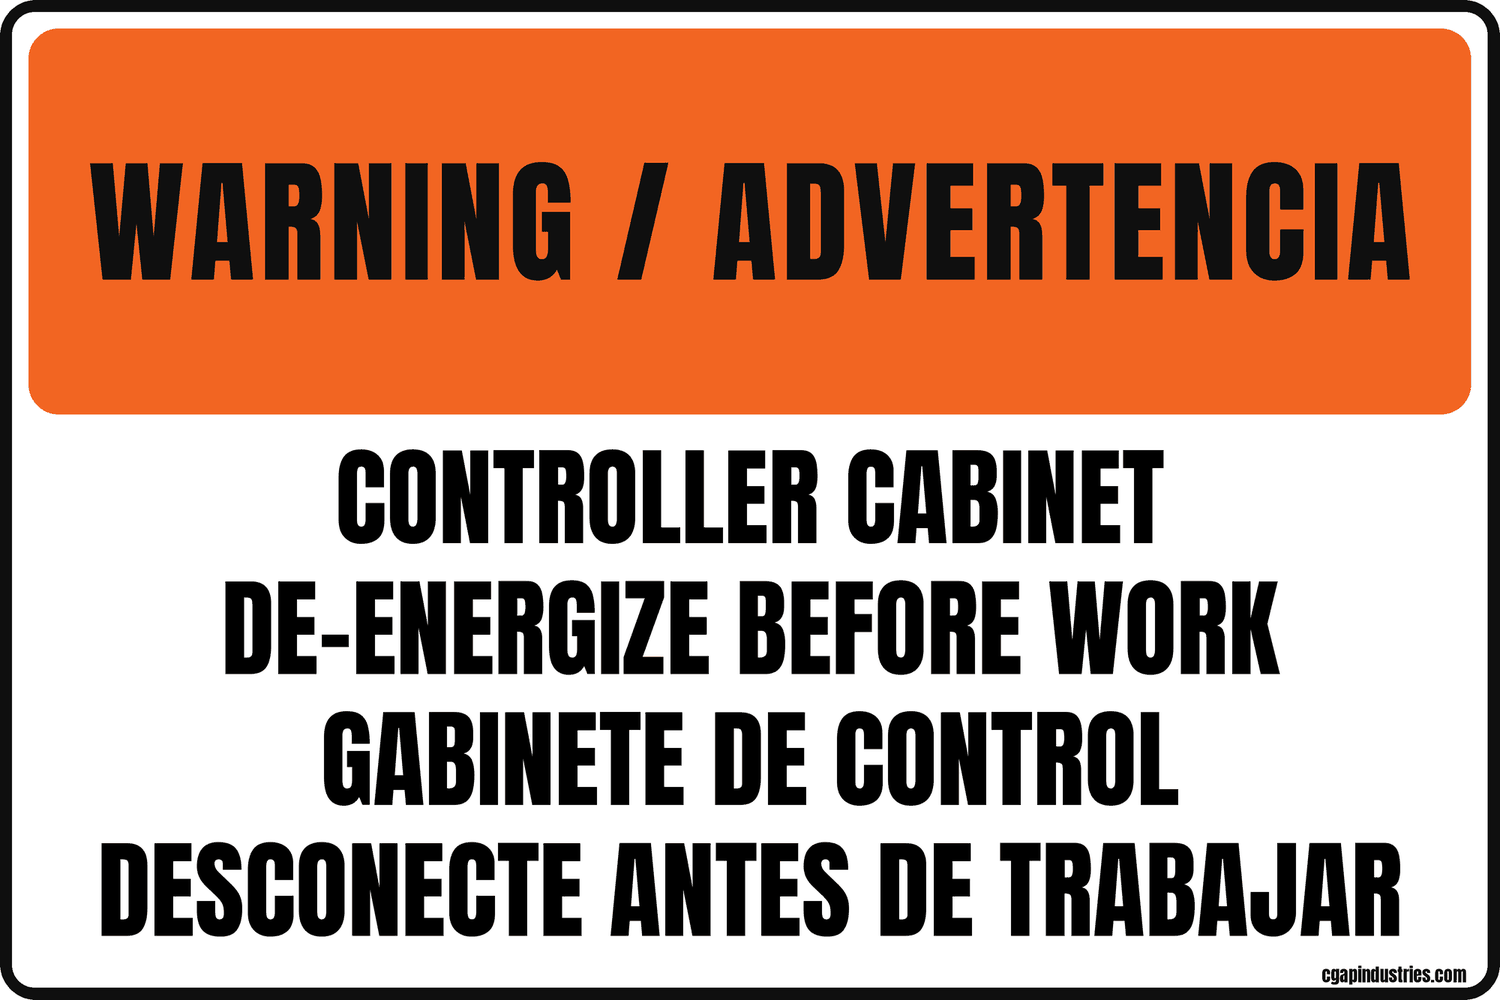 WARNING / ADVERTENCIA
CONTROLLER CABINET
DE-ENERGIZE BEFORE WORK
GABINETE DE CONTROL
DESCONECTE ANTES DE TRABAJAR
cgapindustries.com